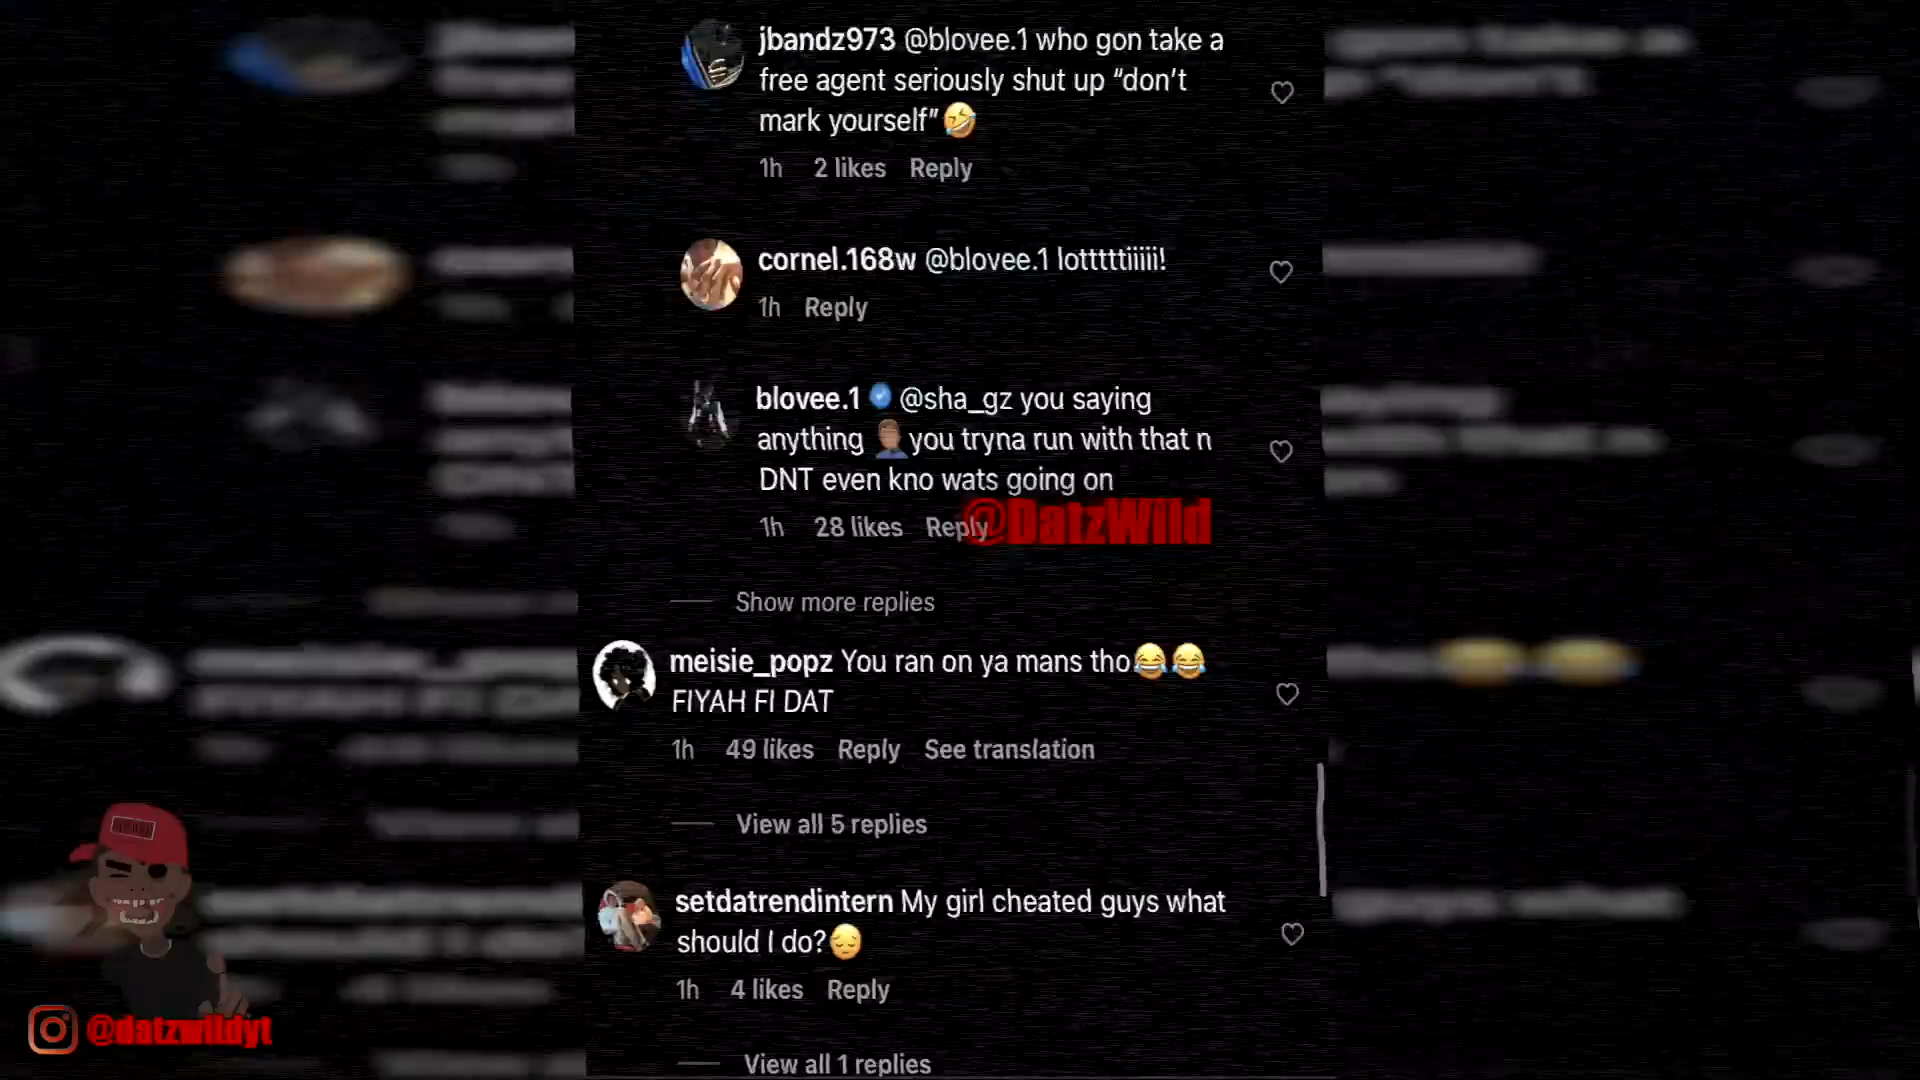 jbandz973 @blovee.1 who gon take a
free agent seriously shut up “don’t
mark yourself”🤣
1h 2 likes Reply
cornel.168w @blovee.1 lotttttiiiii!
1h Reply
blovee.1 @sha_gz you saying
anything 🤦🏽‍♂️you tryna run with that n
DNT even kno wats going on
1h 28 likes Reply
@DatzWild
Show more replies
meisie_popz You ran on ya mans tho😂😂
FIYAH FI DAT
1h 49 likes Reply See translation
View all 5 replies
setdatrendintern My girl cheated guys what
should I do?😔
1h 4 likes Reply
@datzwildyt
View all 1 replies